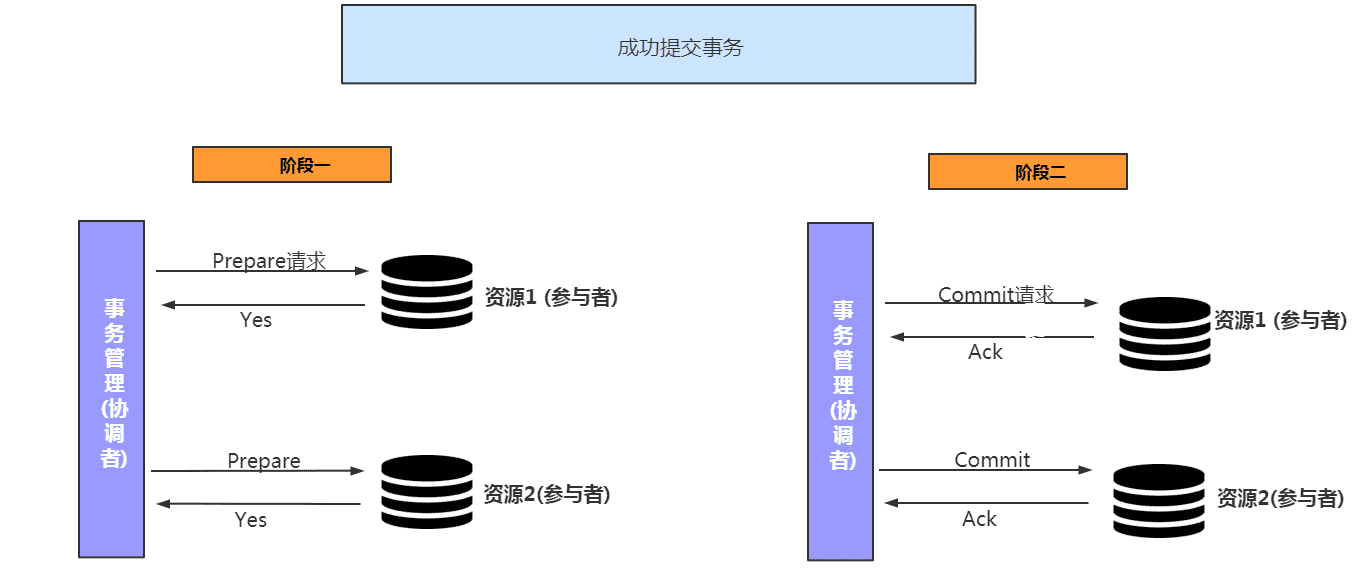 成功提交事务
阶段一
阶段二
事务管理(协调者)
Prepare请求
Yes
资源1 (参与者)
Prepare
Yes
资源2(参与者)
事务管理(协调者)
Commit请求
Ack
资源1 (参与者)
Commit
Ack
资源2(参与者)